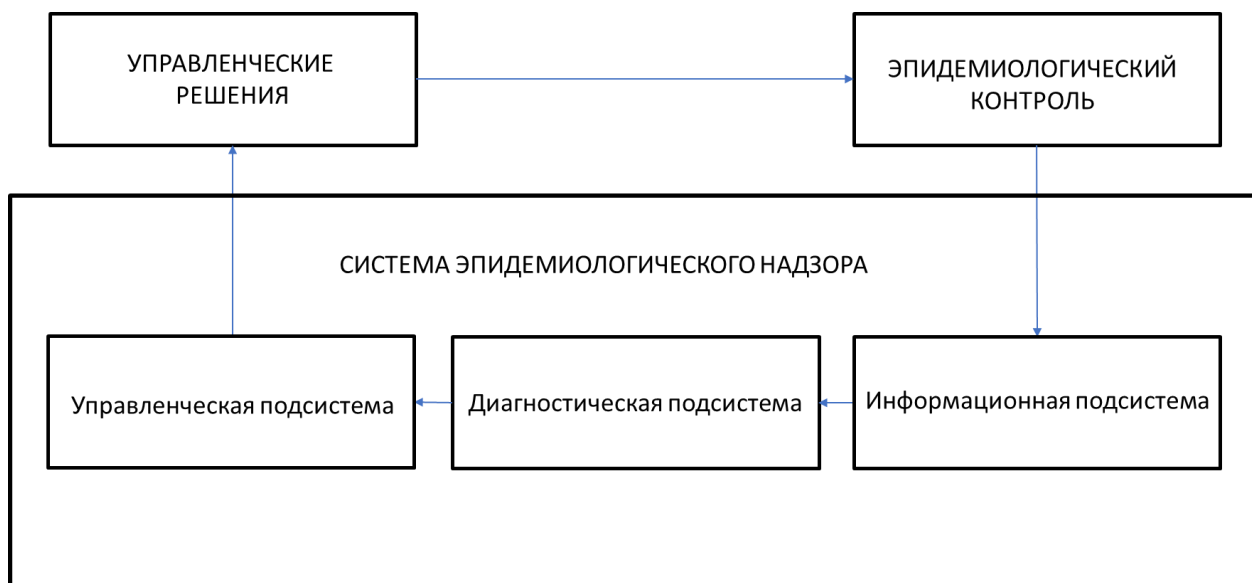 УПРАВЛЕНЧЕСКИЕ
РЕШЕНИЯ
ЭПИДЕМИОЛОГИЧЕСКИЙ
КОНТРОЛЬ
СИСТЕМА ЭПИДЕМИОЛОГИЧЕСКОГО НАДЗОРА
Управленческая подсистема
Диагностическая подсистема
Информационная подсистема